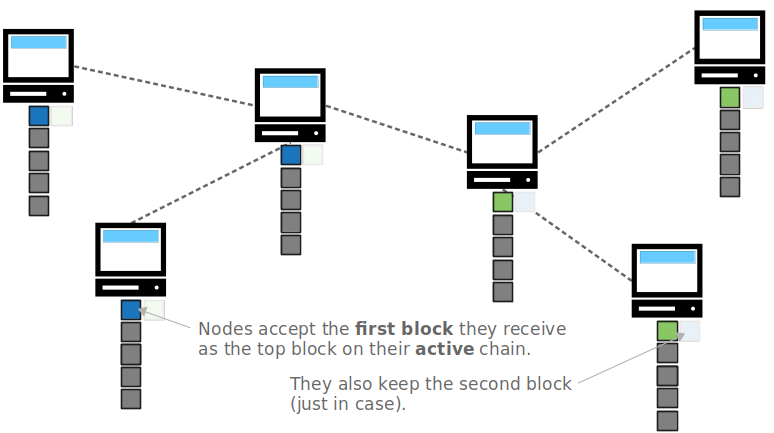 Nodes accept the first block they receive
as the top block on their active chain.
They also keep the second block
(just in case).